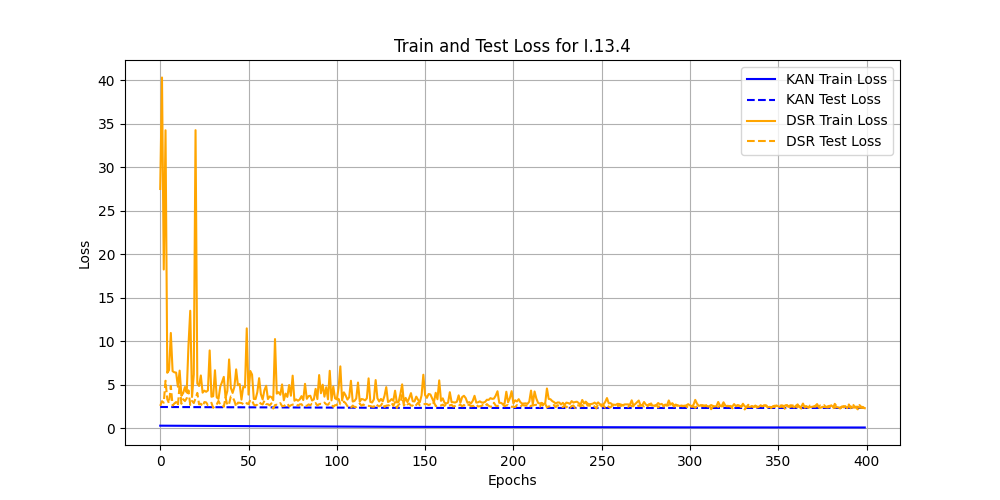 Train and Test Loss for I.13.4
KAN Train Loss
KAN Test Loss
DSR Train Loss
DSR Test Loss
Loss
40
35
30
25
20
15
10
5
0
0 50 100 150 200 250 300 350 400
Epochs